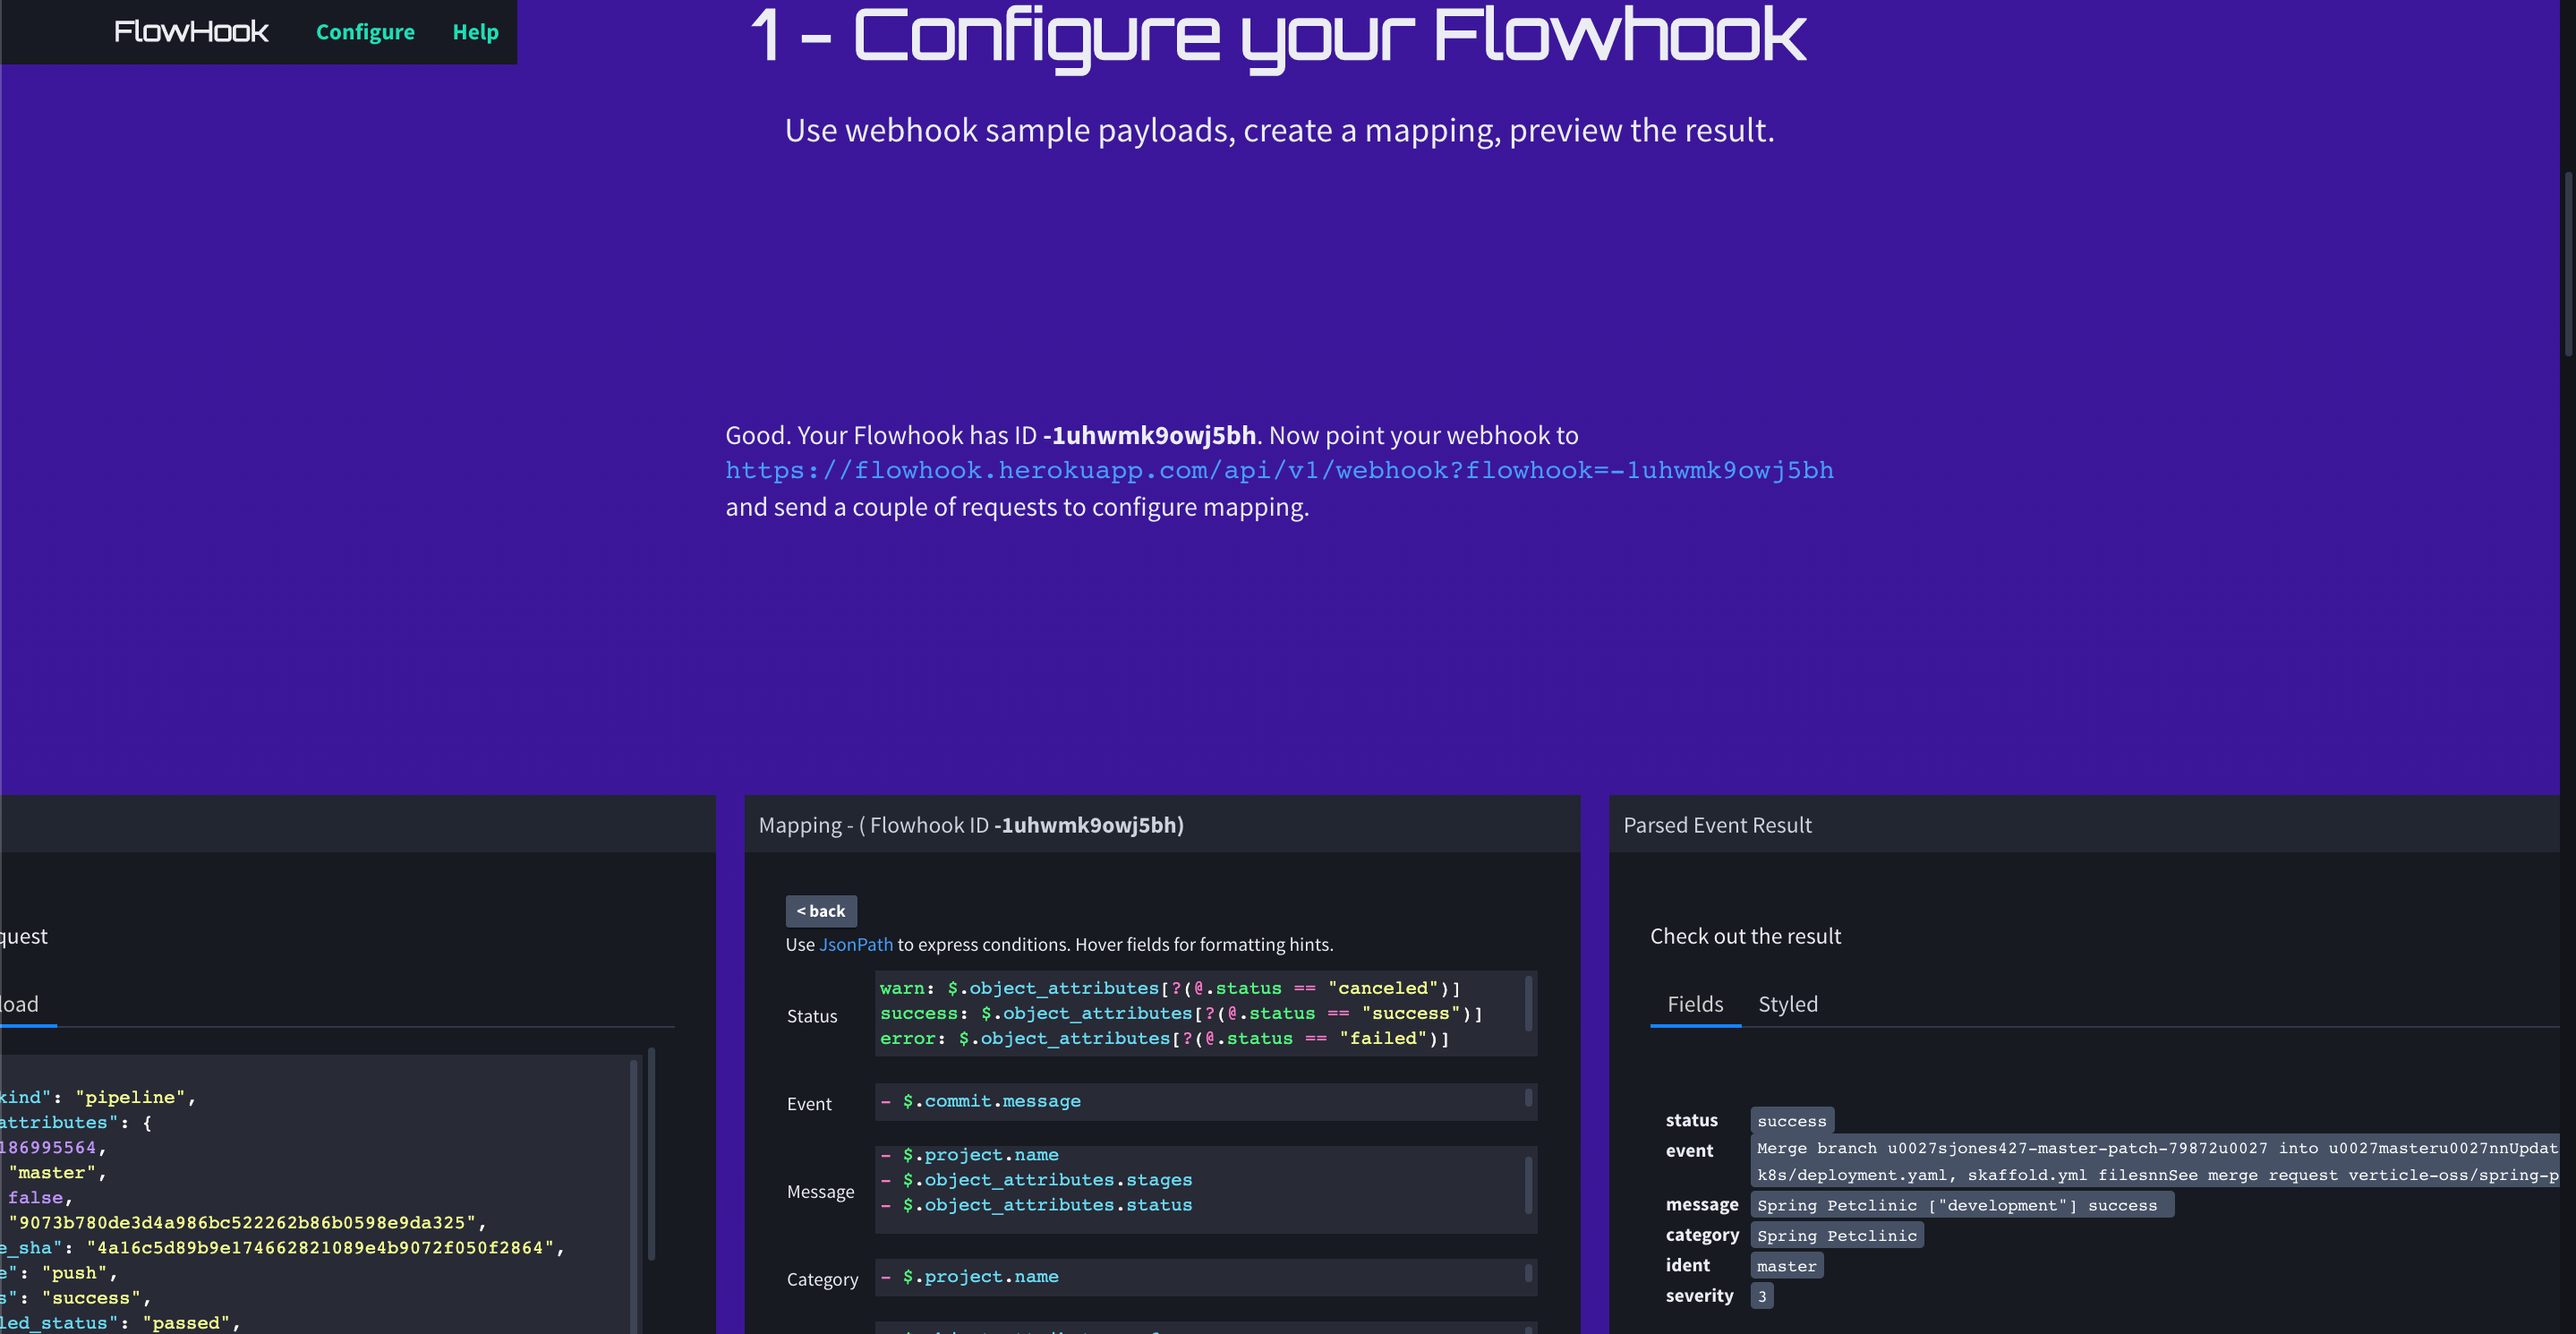 FlowHook Configure Help
1 - Configure your Flowhook
Use webhook sample payloads, create a mapping, preview the result.
Good. Your Flowhook has ID -1uhwmk9owj5bh. Now point your webhook to
https://flowhook.herokuapp.com/api/v1/webhook?flowhook=-1uhwmk9owj5bh
and send a couple of requests to configure mapping.
quest
load
kind": "pipeline",
attributes": {
186995564,
"master",
false,
"9073b780de3d4a986bc522262b86b0598e9da325",
e_sha": "4a16c5d89b9e174662821089e4b9072f050f2864",
e": "push",
s": "success",
led_status": "passed",
Mapping - ( Flowhook ID -1uhwmk9owj5bh)
< back
Use JsonPath to express conditions. Hover fields for formatting hints.
Status
warn: $.object_attributes[?(@.status == "canceled")]
success: $.object_attributes[?(@.status == "success")]
error: $.object_attributes[?(@.status == "failed")]
Event
- $.commit.message
Message
- $.project.name
- $.object_attributes.stages
- $.object_attributes.status
Category
- $.project.name
Parsed Event Result
Check out the result
Fields Styled
status success
event Merge branch u0027sjones427-master-patch-79872u0027 into u0027masteru0027nnUpdat
k8s/deployment.yaml, skaffold.yml filesnnSee merge request verticle-oss/spring-p
message Spring Petclinic ["development"] success
category Spring Petclinic
ident master
severity 3